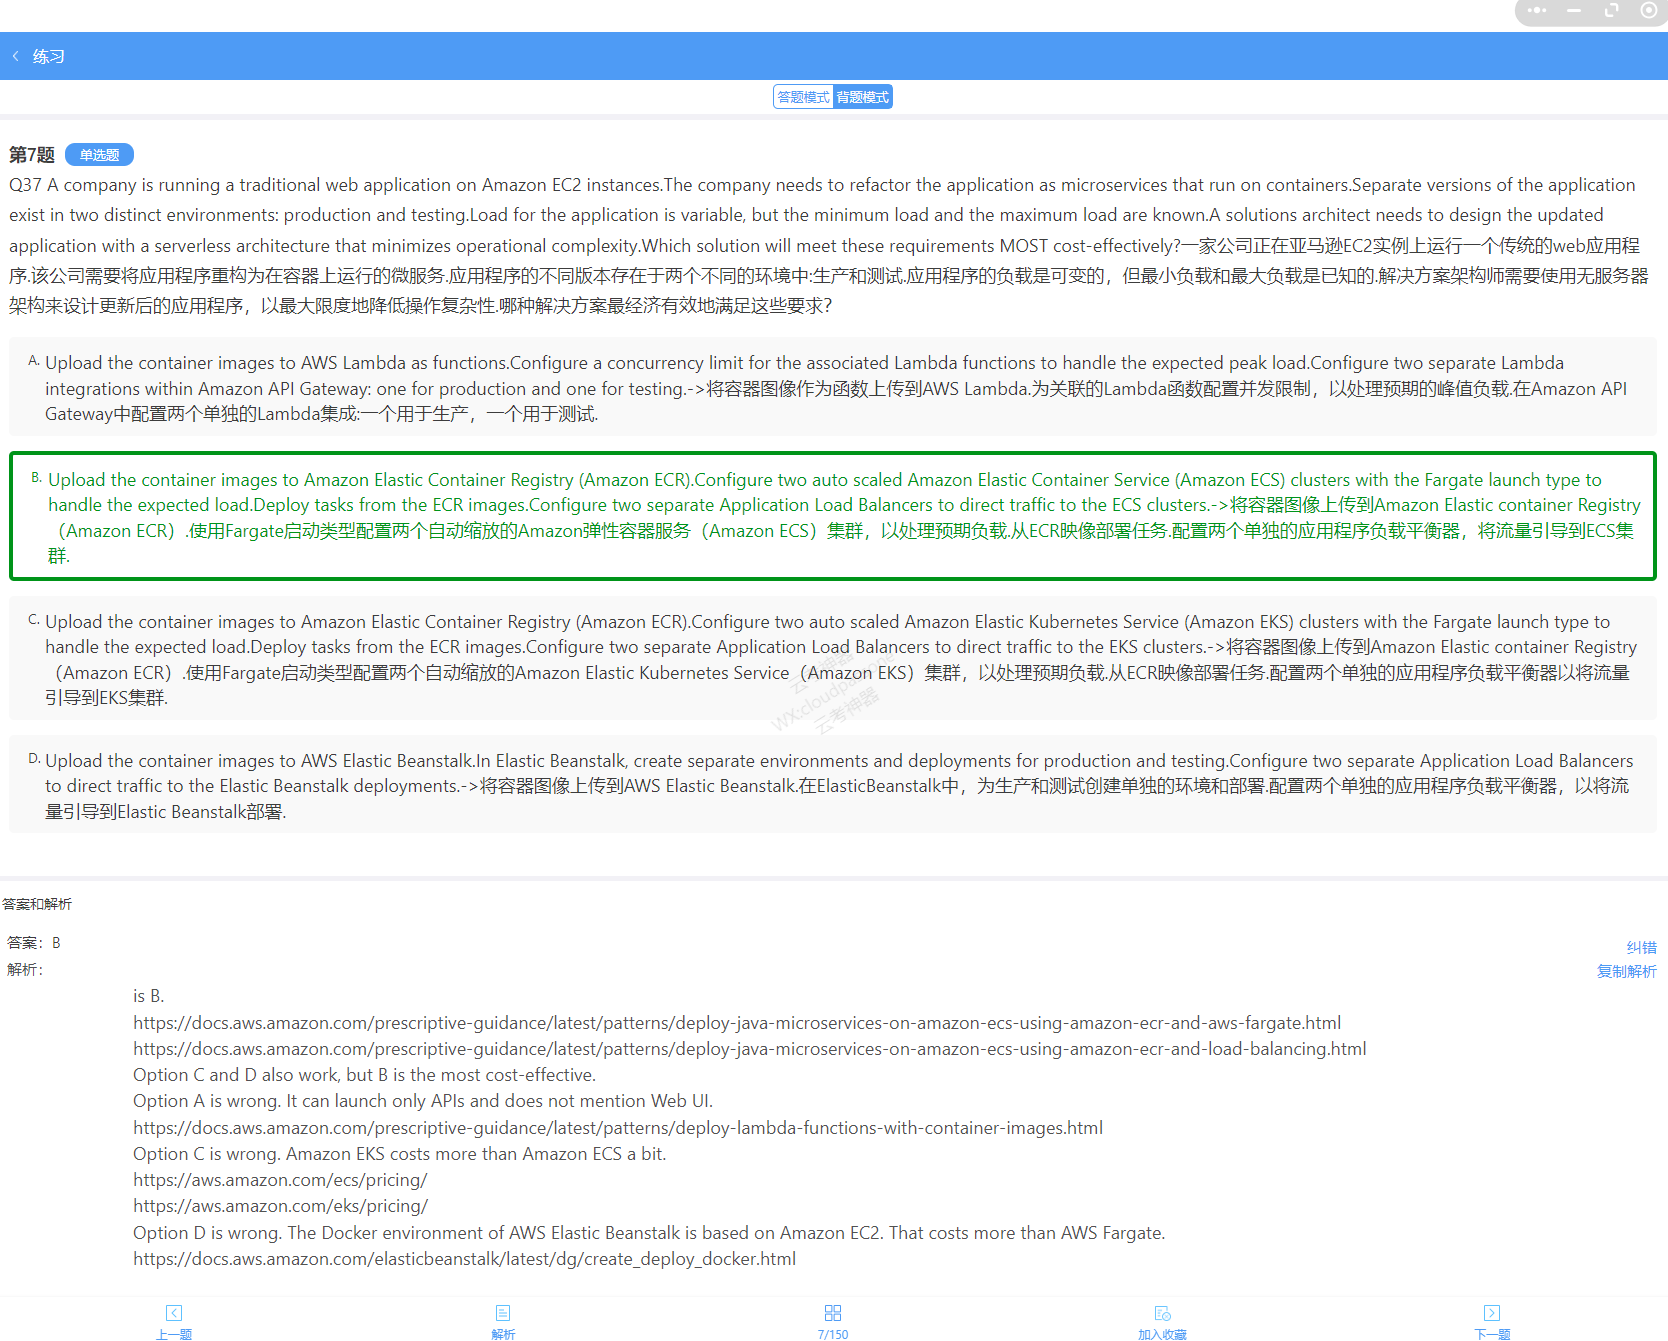 练习
答题模式 背题模式
第7题 单选题
Q37 A company is running a traditional web application on Amazon EC2 instances.The company needs to refactor the application as microservices that run on containers.Separate versions of the application
exist in two distinct environments: production and testing.Load for the application is variable, but the minimum load and the maximum load are known.A solutions architect needs to design the updated
application with a serverless architecture that minimizes operational complexity.Which solution will meet these requirements MOST cost-effectively?一家公司正在亚马逊EC2实例上运行一个传统的web应用程
序.该公司需要将应用程序重构为在容器上运行的微服务.应用程序的不同版本存在于两个不同的环境中:生产和测试.应用程序的负载是可变的，但最小负载和最大负载是已知的.解决方案架构师需要使用无服务器
架构来设计更新后的应用程序，以最大限度地降低操作复杂性.哪种解决方案最经济有效地满足这些要求？
A. Upload the container images to AWS Lambda as functions.Configure a concurrency limit for the associated Lambda functions to handle the expected peak load.Configure two separate Lambda
integrations within Amazon API Gateway: one for production and one for testing.->将容器图像作为函数上传到AWS Lambda.为关联的Lambda函数配置并发限制，以处理预期的峰值负载.在Amazon API
Gateway中配置两个单独的Lambda集成:一个用于生产，一个用于测试.
B. Upload the container images to Amazon Elastic Container Registry (Amazon ECR).Configure two auto scaled Amazon Elastic Container Service (Amazon ECS) clusters with the Fargate launch type to
handle the expected load.Deploy tasks from the ECR images.Configure two separate Application Load Balancers to direct traffic to the ECS clusters.->将容器图像上传到Amazon Elastic container Registry
（Amazon ECR）.使用Fargate启动类型配置两个自动缩放的Amazon弹性容器服务（Amazon ECS）集群，以处理预期负载.从ECR映像部署任务.配置两个单独的应用程序负载平衡器，将流量引导到ECS集
群.
C. Upload the container images to Amazon Elastic Container Registry (Amazon ECR).Configure two auto scaled Amazon Elastic Kubernetes Service (Amazon EKS) clusters with the Fargate launch type to
handle the expected load.Deploy tasks from the ECR images.Configure two separate Application Load Balancers to direct traffic to the EKS clusters.->将容器图像上传到Amazon Elastic container Registry
（Amazon ECR）.使用Fargate启动类型配置两个自动缩放的Amazon Elastic Kubernetes Service（Amazon EKS）集群，以处理预期负载.从ECR映像部署任务.配置两个单独的应用程序负载平衡器以将流量
引导到EKS集群.
云考神器
云考神器
D. Upload the container images to AWS Elastic Beanstalk.In Elastic Beanstalk, create separate environments and deployments for production and testing.Configure two separate Application Load Balancers
to direct traffic to the Elastic Beanstalk deployments.->将容器图像上传到AWS Elastic Beanstalk.在ElasticBeanstalk中，为生产和测试创建单独的环境和部署.配置两个单独的应用程序负载平衡器，以将流
量引导到Elastic Beanstalk部署.
答案和解析
答案：B
纠错
解析：
复制解析
is B.
https://docs.aws.amazon.com/prescriptive-guidance/latest/patterns/deploy-java-microservices-on-amazon-ecs-using-amazon-ecr-and-aws-fargate.html
https://docs.aws.amazon.com/prescriptive-guidance/latest/patterns/deploy-java-microservices-on-amazon-ecs-using-amazon-ecr-and-load-balancing.html
Option C and D also work, but B is the most cost-effective.
Option A is wrong. It can launch only APIs and does not mention Web UI.
https://docs.aws.amazon.com/prescriptive-guidance/latest/patterns/deploy-lambda-functions-with-container-images.html
Option C is wrong. Amazon EKS costs more than Amazon ECS a bit.
https://aws.amazon.com/ecs/pricing/
https://aws.amazon.com/eks/pricing/
Option D is wrong. The Docker environment of AWS Elastic Beanstalk is based on Amazon EC2. That costs more than AWS Fargate.
https://docs.aws.amazon.com/elasticbeanstalk/latest/dg/create_deploy_docker.html
上一题 解析 7/150 加入收藏 下一题